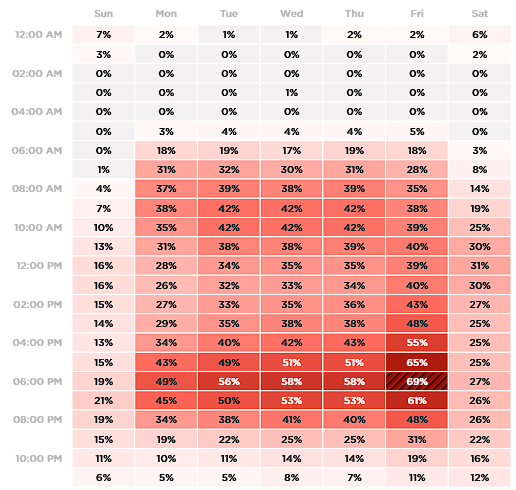 Sun Mon Tue Wed Thu Fri Sat
12:00 AM 7% 2% 1% 1% 2% 2% 6%
3% 0% 0% 0% 0% 0% 2%
02:00 AM 0% 0% 0% 0% 0% 0% 0%
0% 0% 0% 1% 0% 0% 0%
04:00 AM 0% 0% 0% 0% 0% 0% 0%
0% 3% 4% 4% 4% 5% 0%
06:00 AM 0% 18% 19% 17% 19% 18% 3%
1% 31% 32% 30% 31% 28% 8%
08:00 AM 4% 37% 39% 38% 39% 35% 14%
7% 38% 42% 42% 42% 38% 19%
10:00 AM 10% 35% 42% 42% 42% 39% 25%
13% 31% 38% 38% 39% 40% 30%
12:00 PM 16% 28% 34% 35% 35% 39% 31%
16% 26% 32% 33% 34% 40% 30%
02:00 PM 15% 27% 33% 35% 36% 43% 27%
14% 29% 35% 38% 38% 48% 25%
04:00 PM 13% 34% 40% 42% 43% 55% 25%
15% 43% 49% 51% 51% 65% 25%
06:00 PM 19% 49% 56% 58% 58% 69% 27%
21% 45% 50% 53% 53% 61% 26%
08:00 PM 19% 34% 38% 41% 40% 48% 26%
15% 19% 22% 25% 25% 31% 22%
10:00 PM 11% 10% 11% 14% 14% 19% 16%
6% 5% 5% 8% 7% 11% 12%